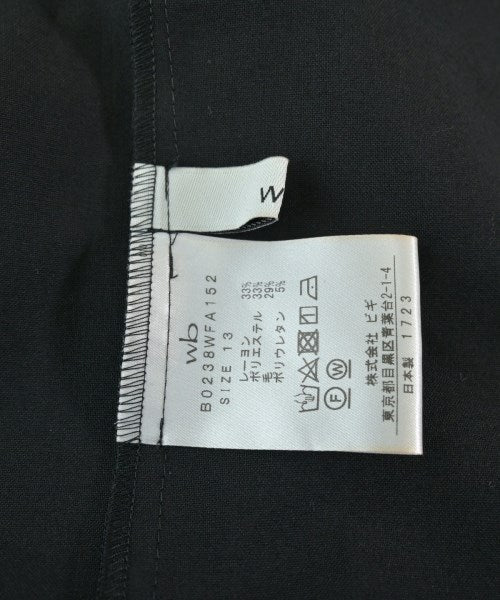 W
wb
B0238WFA152
SIZE 13
レーヨン 33%
ポリエステル 33%
毛 29%
ポリウレタン 5%
F W
株式会社 ビギ
東京都目黒区青葉台2-1-4
日本製 1723